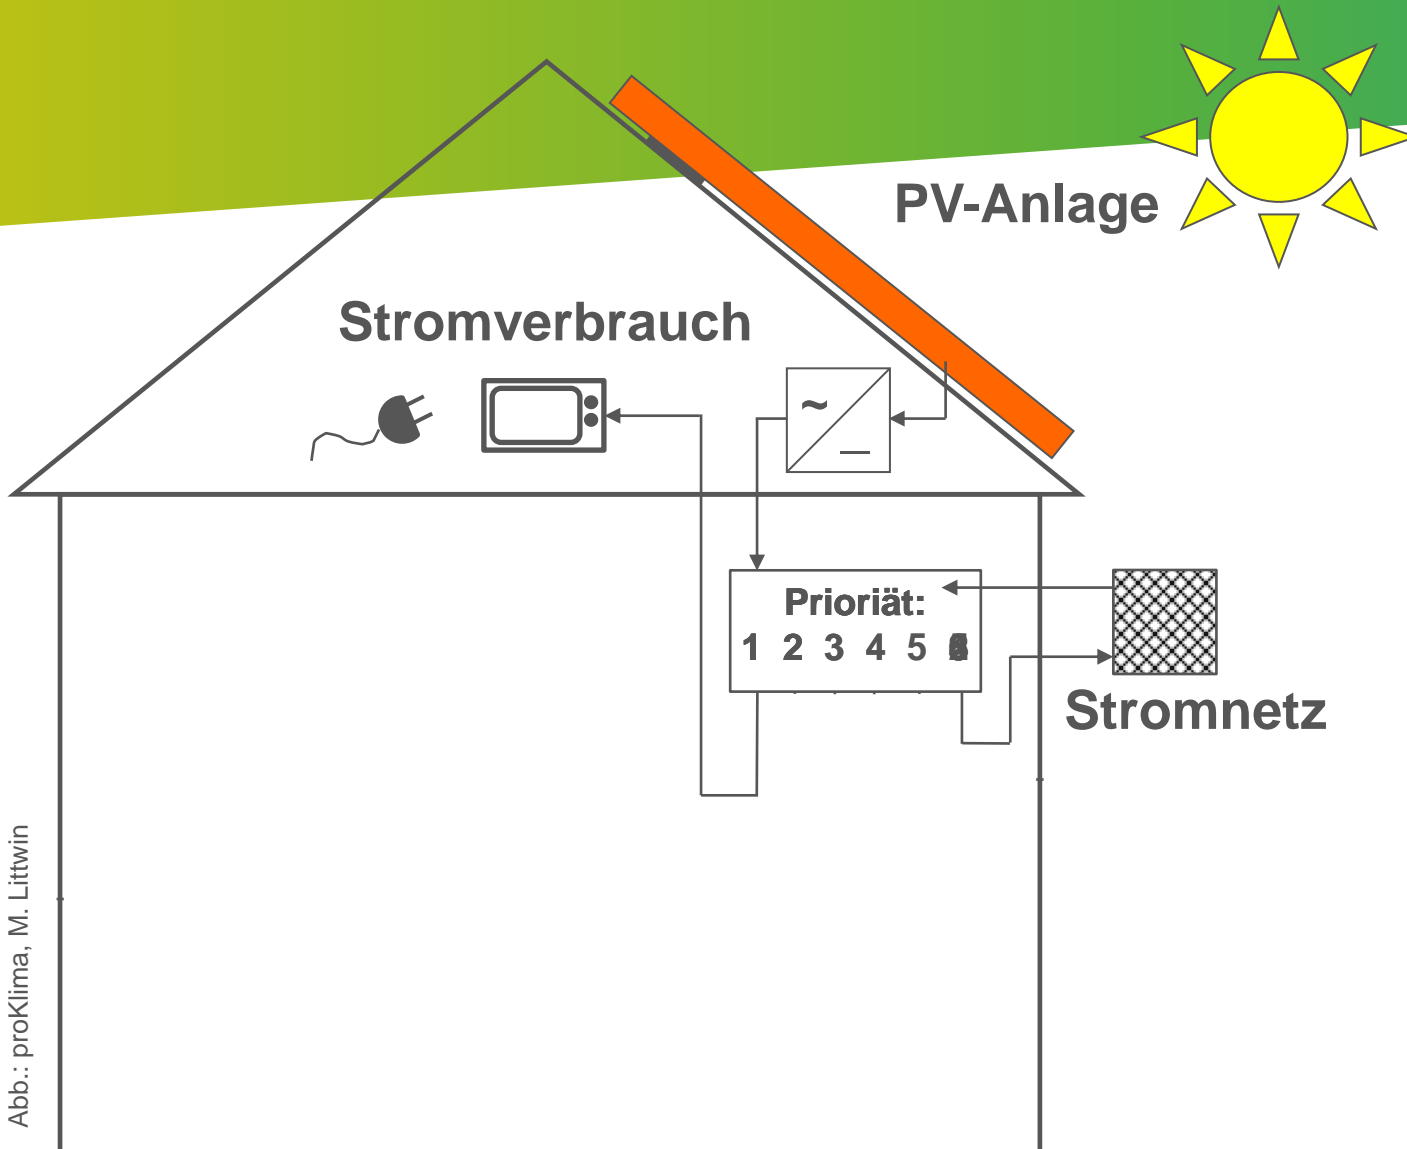 PV-Anlage
Stromverbrauch
~
Prioriät:
1 2 3 4 5
Stromnetz
Abb.: proKlima, M. Littwin